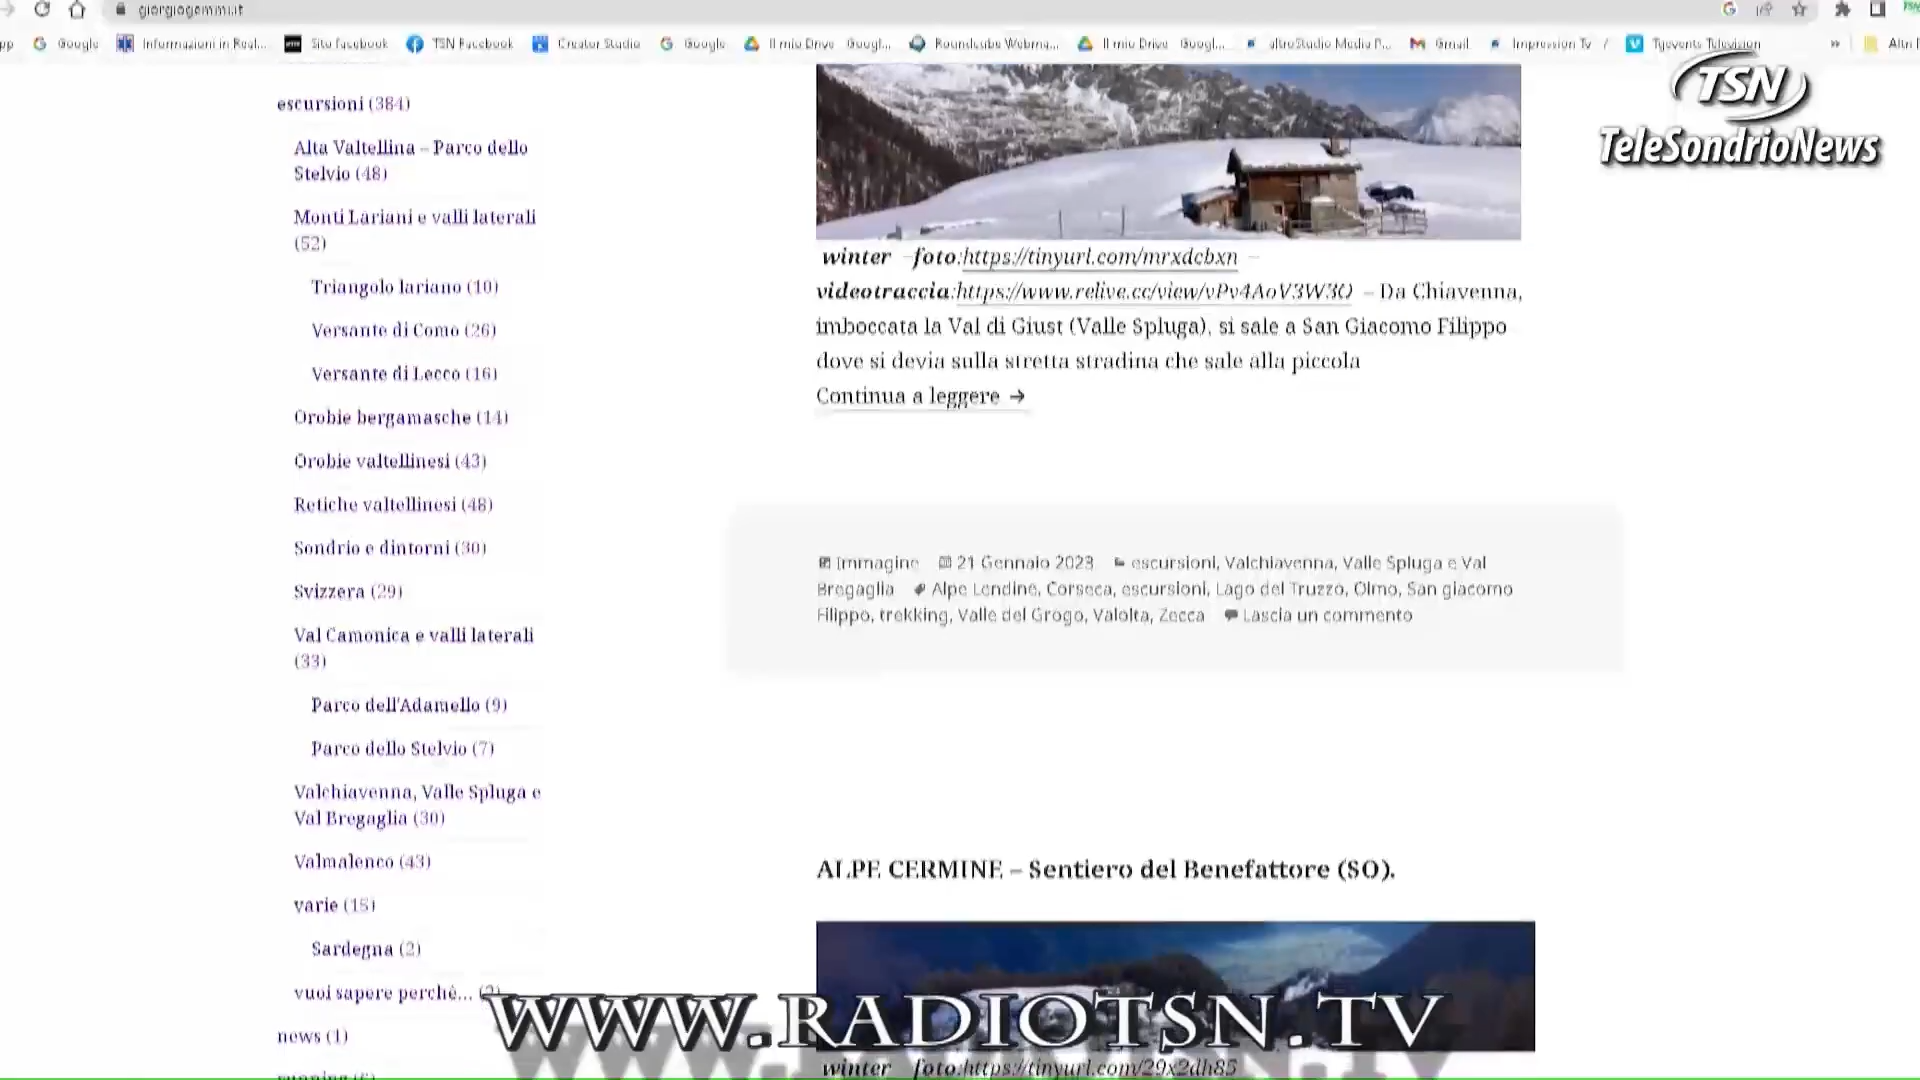 giorgiogemmi.it
Google
Informazioni in Real...
Sito facebook
TSN Facebook
Creator Studio
Google
Il mio Drive – Googl...
Roundcube Webma...
Il mio Drive – Googl...
altroStudio Media P...
Gmail
Impression Tv /
Tyevents Television
»
TSN
TeleSondrioNews
escursioni (384)
Alta Valtellina – Parco dello
Stelvio (48)
Monti Lariani e valli laterali
(52)
Triangolo lariano (10)
Versante di Como (26)
Versante di Lecco (16)
Orobie bergamasche (14)
Orobie valtellinesi (43)
Retiche valtellinesi (48)
Sondrio e dintorni (30)
Svizzera (29)
Val Camonica e valli laterali
(33)
Parco dell'Adamello (9)
Parco dello Stelvio (7)
Valchiavenna, Valle Spluga e
Val Bregaglia (30)
Valmalenco (43)
varie (15)
Sardegna (2)
vuoi sapere perchè...
news (1)
winter –foto:https://tinyurl.com/mrxdcbxn –
videotraccia:https://www.relive.cc/view/vPv4AoV3W3O – Da Chiavenna,
imboccata la Val di Giust (Valle Spluga), si sale a San Giacomo Filippo
dove si devia sulla stretta stradina che sale alla piccola
Continua a leggere →
Immagine 21 Gennaio 2023 escursioni, Valchiavenna, Valle Spluga e Val
Bregaglia Alpe Lendine, Corseca, escursioni, Lago del Truzzo, Olmo, San giacomo
Filippo, trekking, Valle del Grogo, Valolta, Zecca Lascia un commento
ALPE CERMINE – Sentiero del Benefattore (SO).
www.RadioTSN.tv
winter foto:https://tinyurl.com/29x2dh85